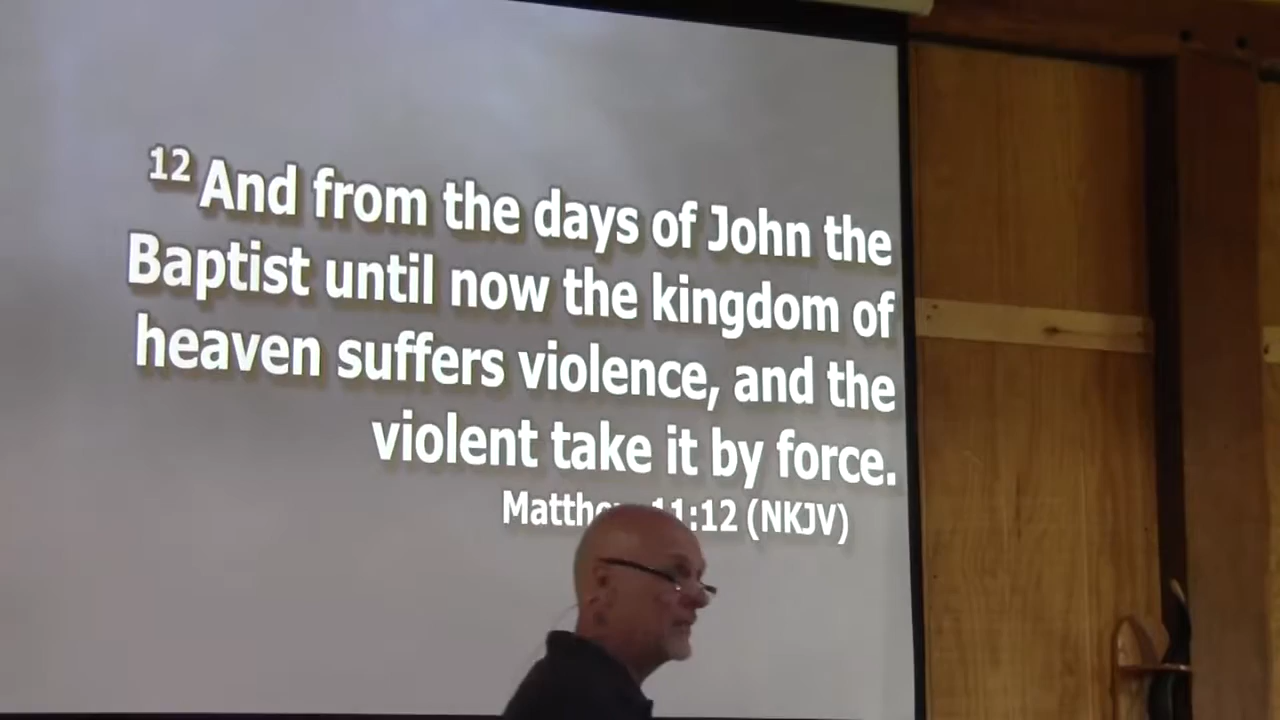 12 And from the days of John the
Baptist until now the kingdom of
heaven suffers violence, and the
violent take it by force.
11:12 (NKJV)